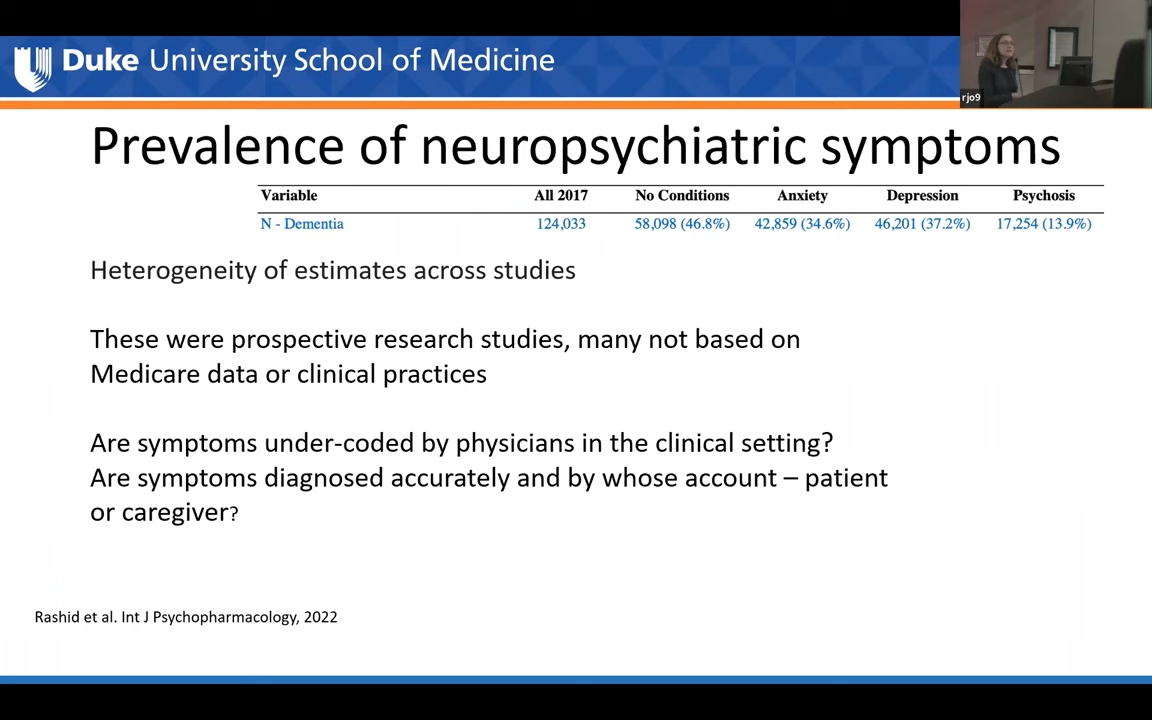 Duke University School of Medicine
rjo9
Prevalence of neuropsychiatric symptoms
Variable All 2017 No Conditions Anxiety Depression Psychosis
N - Dementia 124,033 58,098 (46.8%) 42,859 (34.6%) 46,201 (37.2%) 17,254 (13.9%)
Heterogeneity of estimates across studies
These were prospective research studies, many not based on
Medicare data or clinical practices
Are symptoms under-coded by physicians in the clinical setting?
Are symptoms diagnosed accurately and by whose account – patient
or caregiver?
Rashid et al. Int J Psychopharmacology, 2022